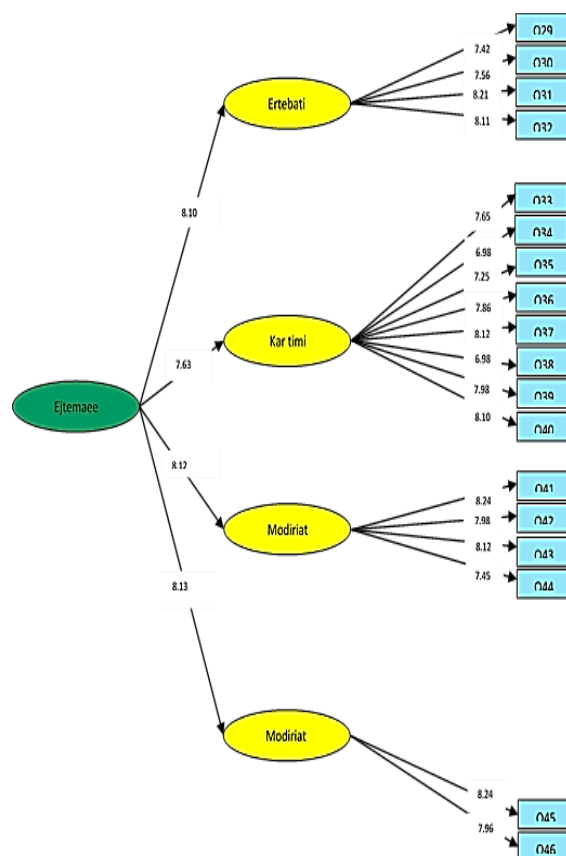 Ejtemaee
8.10
7.63
8.12
8.13
Ertebati
7.42
7.56
8.21
8.11
Q29
Q30
Q31
Q32
Kar timi
7.65
6.98
7.25
7.86
8.12
6.98
7.98
8.10
Q33
Q34
Q35
Q36
Q37
Q38
Q39
Q40
Modiriat
8.24
7.98
8.12
7.45
Q41
Q42
Q43
Q44
Modiriat
8.24
7.96
Q45
Q46